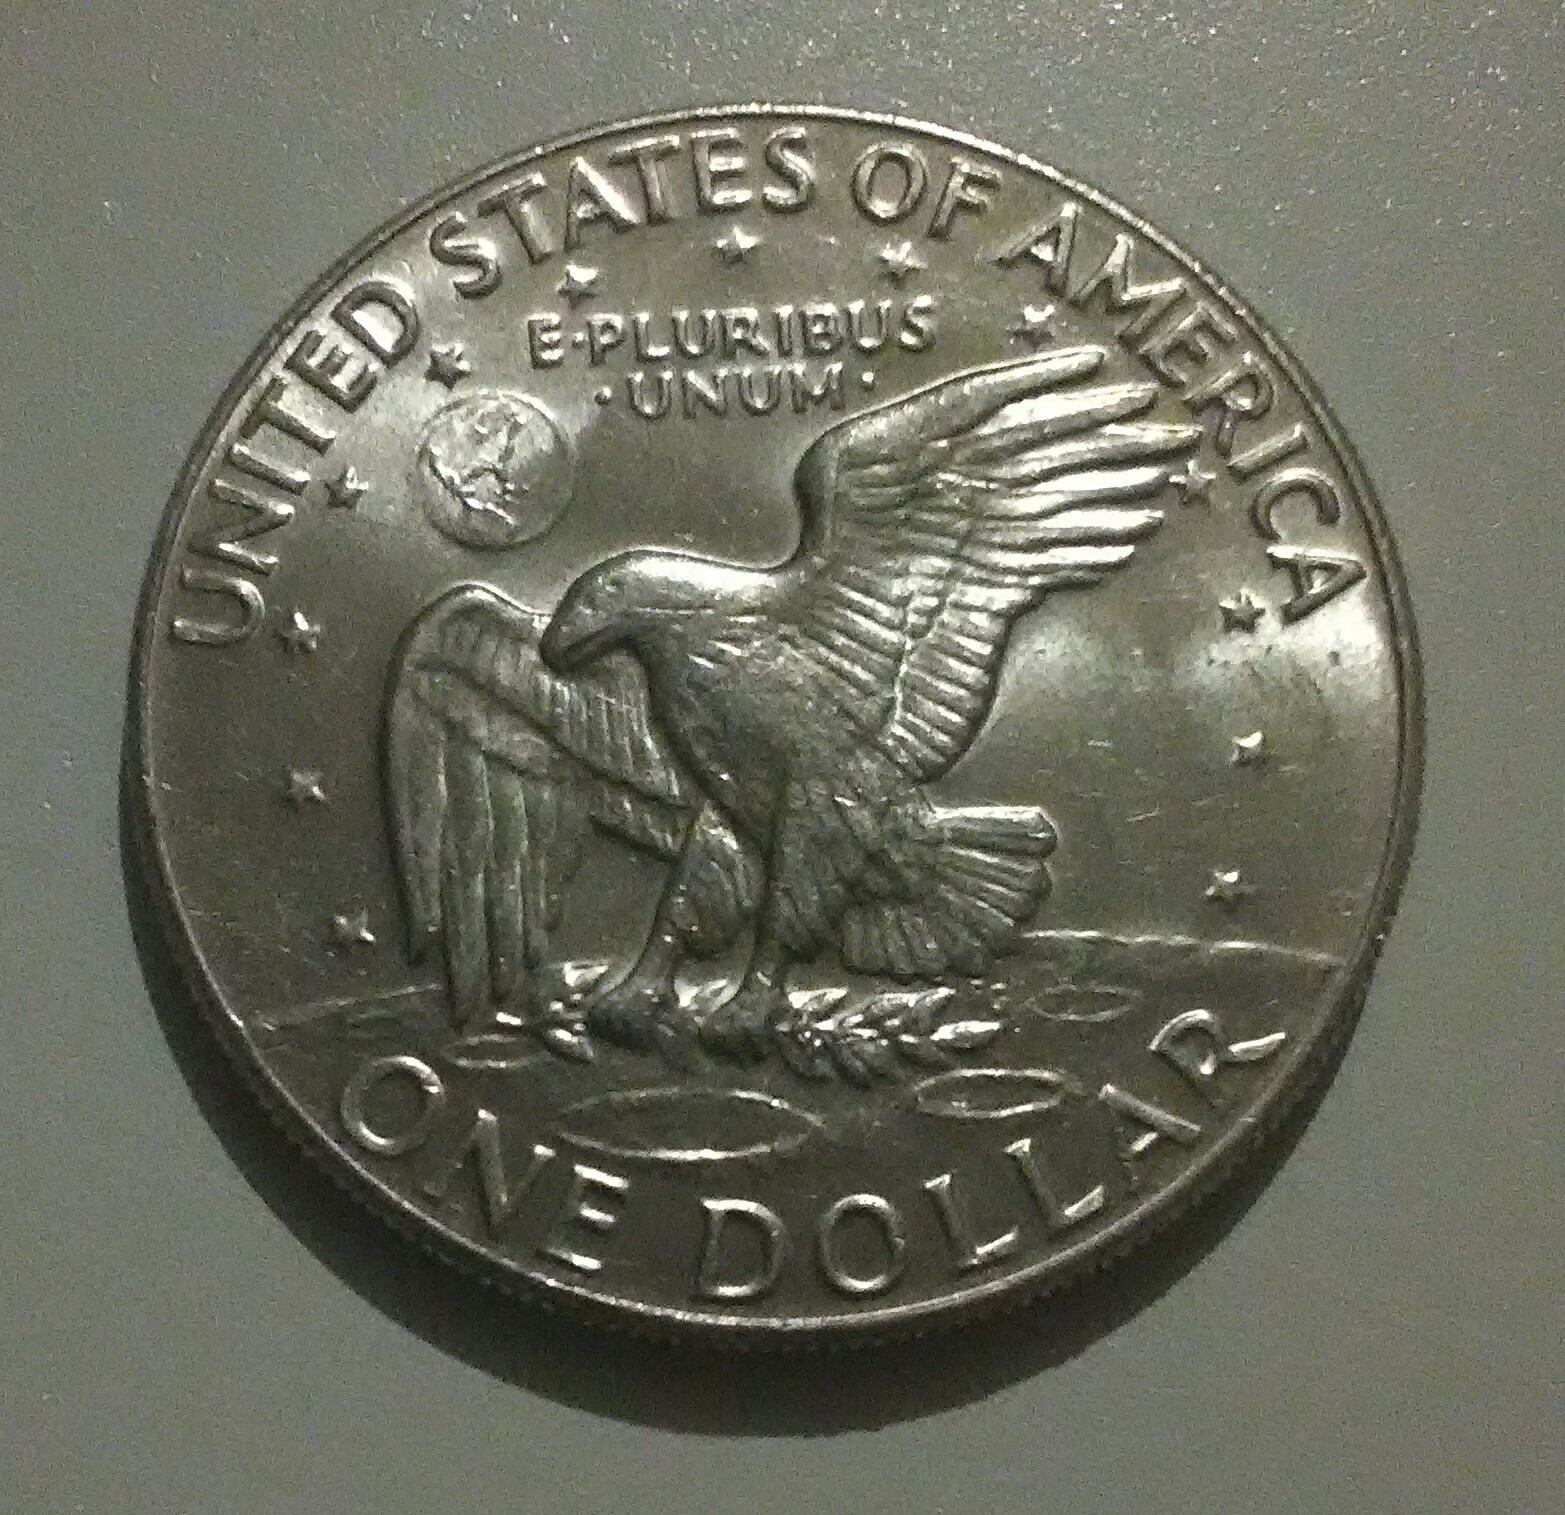 UNITED STATES OF AMERICA
E·PLURIBUS
·UNUM·
ONE DOLLAR